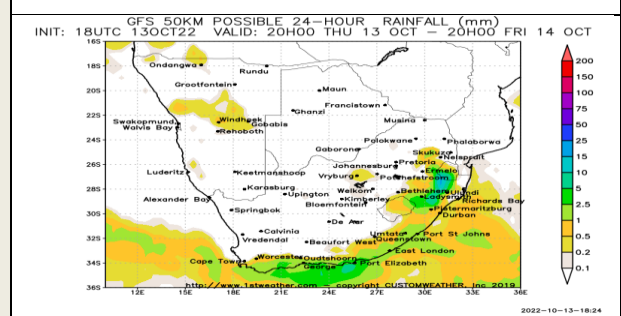 GFS 50KM POSSIBLE 24-HOUR RAINFALL (mm)
INIT: 18UTC 13OCT22 VALID: 20H00 THU 13 OCT - 20H00 FRI 14 OCT
16S
18S
20S
22S
24S
26S
28S
30S
32S
34S
36S
Ondangwa
Rundu
Grootfontein
Maun
Francistown
Ghanzi
Swakopmund
Walvis Bay
Windhoek
Gobabis
Rehoboth
Musina
Polokwane
Phalaborwa
Gaborone
Skukuza
Nelspruit
Johannesburg
Pretoria
Luderitz
Keetmanshoop
Vryburg
Potchefstroom
Ermelo
Karasburg
Upington
Welkom
Bethlehem
Ulundi
Alexander Bay
Kimberley
Ladysmith
Richards Bay
Springbok
Bloemfontein
Pietermaritzburg
Durban
De Aar
Calvinia
Vredendal
Umtata
Port St Johns
Beaufort West
Queenstown
East London
Cape Town
Worcester
Oudtshoorn
George
Port Elizabeth
http://www.1stweather.com - copyright CUSTOMWEATHER, Inc 2019
12E 15E 18E 21E 24E 27E 30E 33E 36E
200
150
100
75
50
25
15
10
5
2.5
1
0.5
0.2
0.1
2022-10-13-18:24